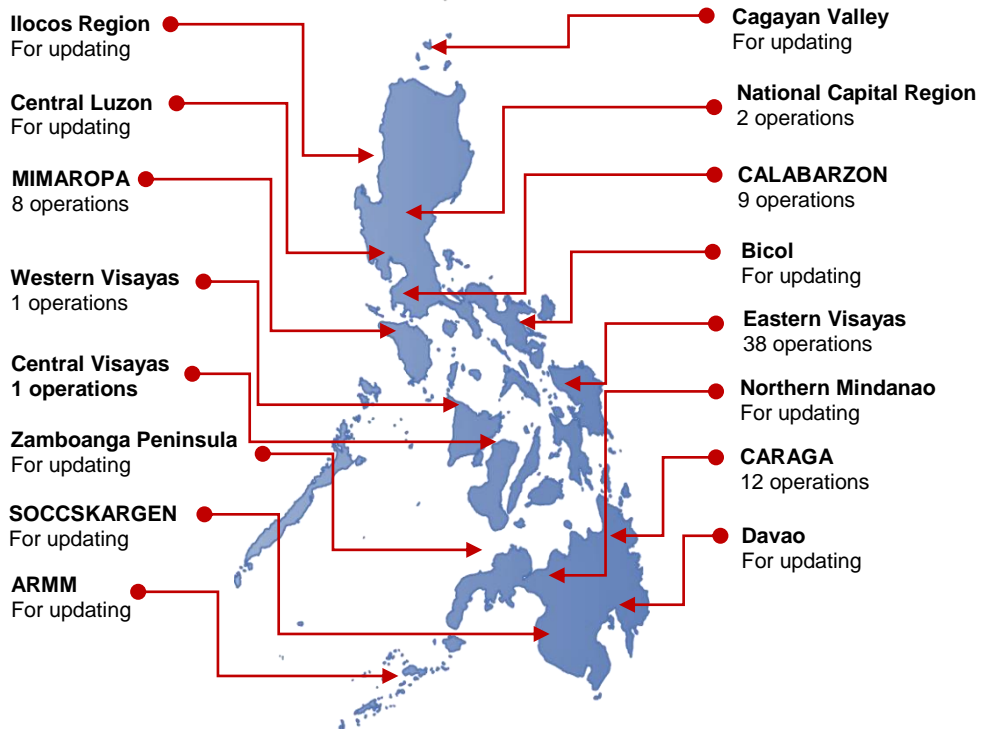 Ilocos Region
For updating
Central Luzon
For updating
MIMAROPA
8 operations
Western Visayas
1 operations
Central Visayas
1 operations
Zamboanga Peninsula
For updating
SOCCSKARGEN
For updating
ARMM
For updating
Cagayan Valley
For updating
National Capital Region
2 operations
CALABARZON
9 operations
Bicol
For updating
Eastern Visayas
38 operations
Northern Mindanao
For updating
CARAGA
12 operations
Davao
For updating